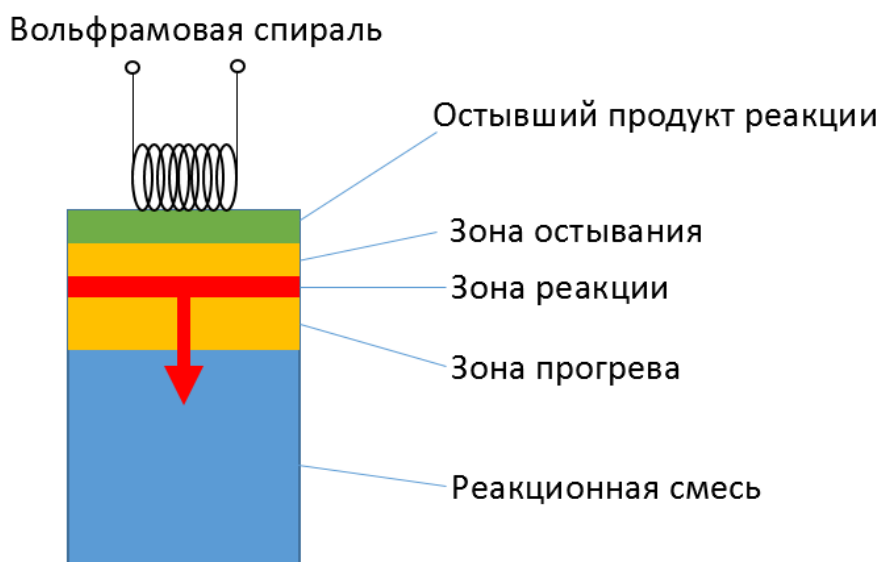 Вольфрамовая спираль
Остывший продукт реакции
Зона остывания
Зона реакции
Зона прогрева
Реакционная смесь